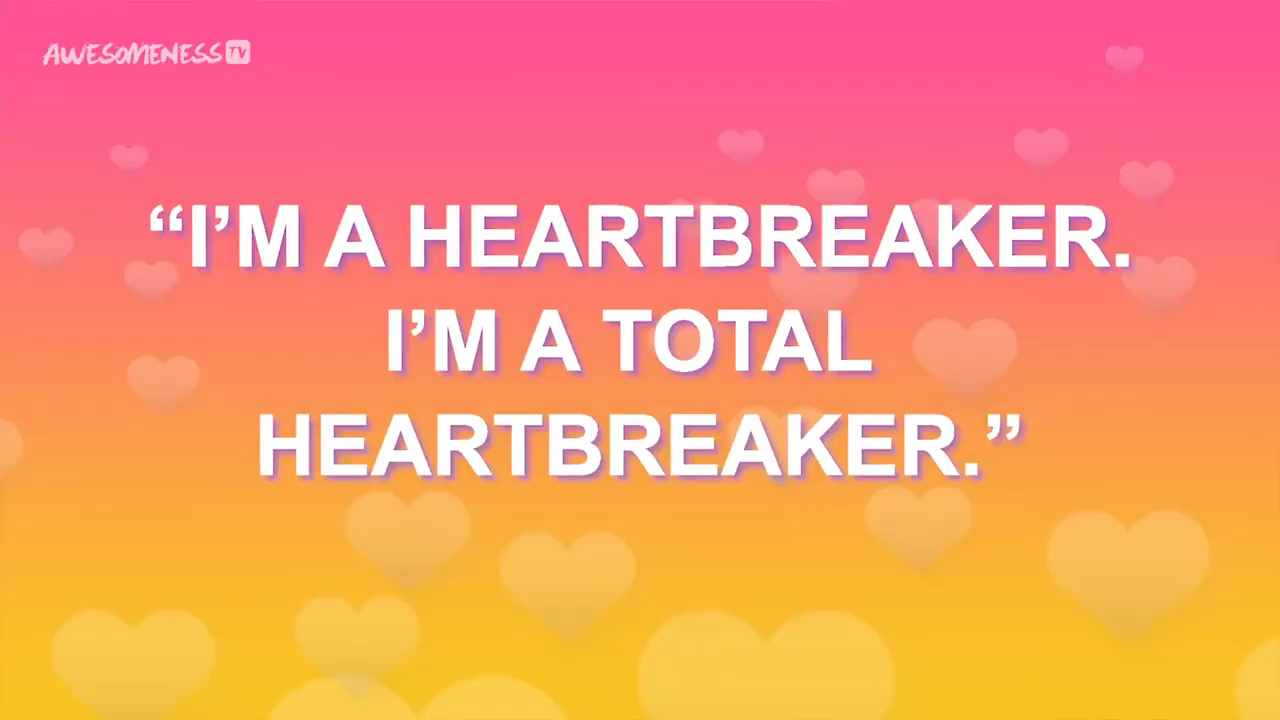 AWESOMENESS TV
“I’M A HEARTBREAKER.
I’M A TOTAL
HEARTBREAKER.”